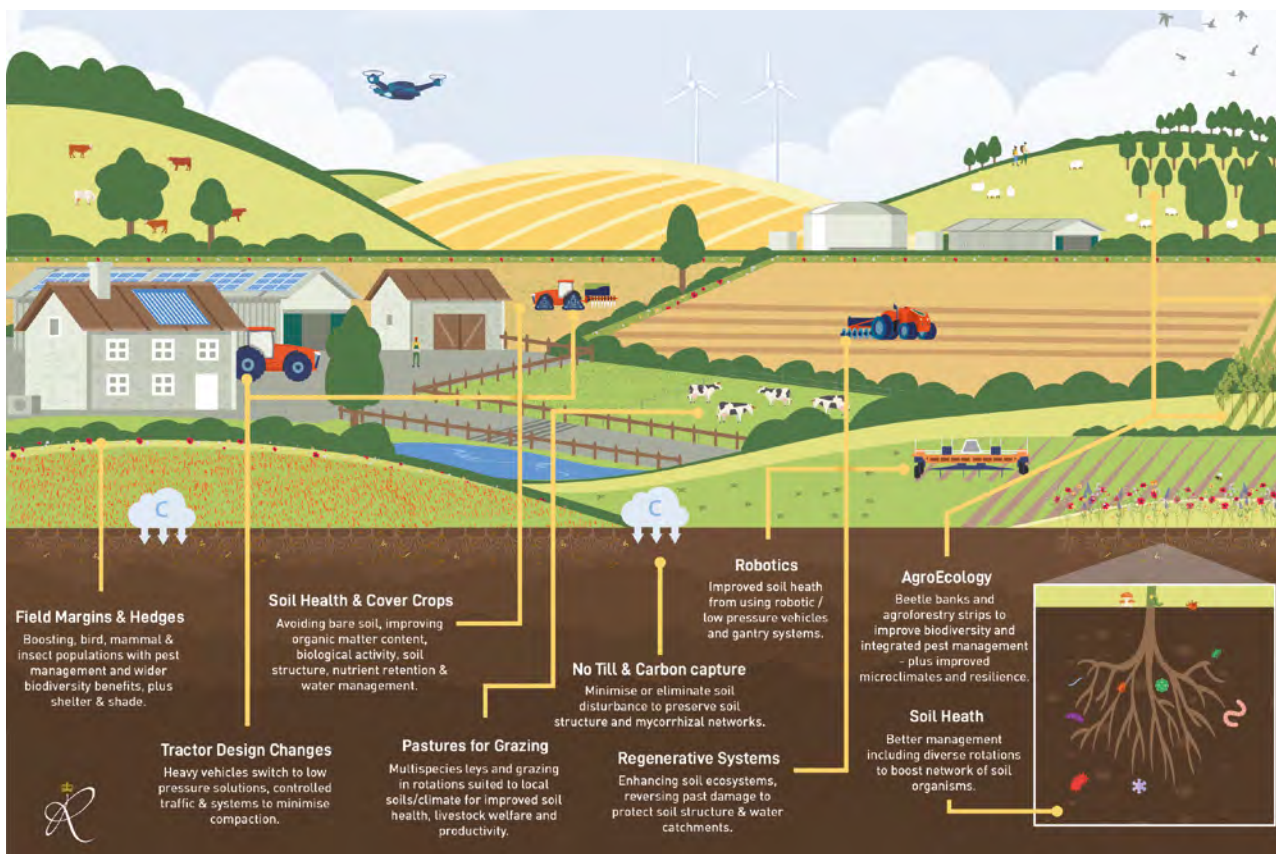 C
C
Field Margins & Hedges
Boosting, bird, mammal &
insect populations with pest
management and wider
biodiversity benefits, plus
shelter & shade.
Tractor Design Changes
Heavy vehicles switch to low
pressure solutions, controlled
traffic & systems to minimise
compaction.
Soil Health & Cover Crops
Avoiding bare soil, improving
organic matter content,
biological activity, soil
structure, nutrient retention &
water management.
Pastures for Grazing
Multispecies leys and grazing
in rotations suited to local
soils/climate for improved soil
health, livestock welfare and
productivity.
No Till & Carbon capture
Minimise or eliminate soil
disturbance to preserve soil
structure and mycorrhizal networks.
Regenerative Systems
Enhancing soil ecosystems,
reversing past damage to
protect soil structure & water
catchments.
Robotics
Improved soil heath
from using robotic /
low pressure vehicles
and gantry systems.
AgroEcology
Beetle banks and
agroforestry strips to
improve biodiversity and
integrated pest management
- plus improved
microclimates and resilience.
Soil Heath
Better management
including diverse rotations
to boost network of soil
organisms.
R